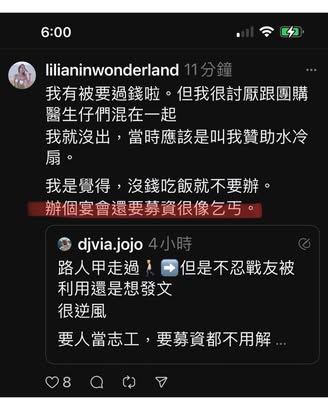 6:00
lilianinwonderland 11分鐘
我有被要過錢啦。但我很討厭跟團購
醫生仔們混在一起
我就沒出，當時應該是叫我贊助水冷
扇。
我是覺得，沒錢吃飯就不要辦。
辦個宴會還要募資很像乞丐。
djvia.jojo 4小時
路人甲走過🚶➡️但是不忍戰友被
利用還是想發文
很逆風
要人當志工，要募資都不用解 ...
8